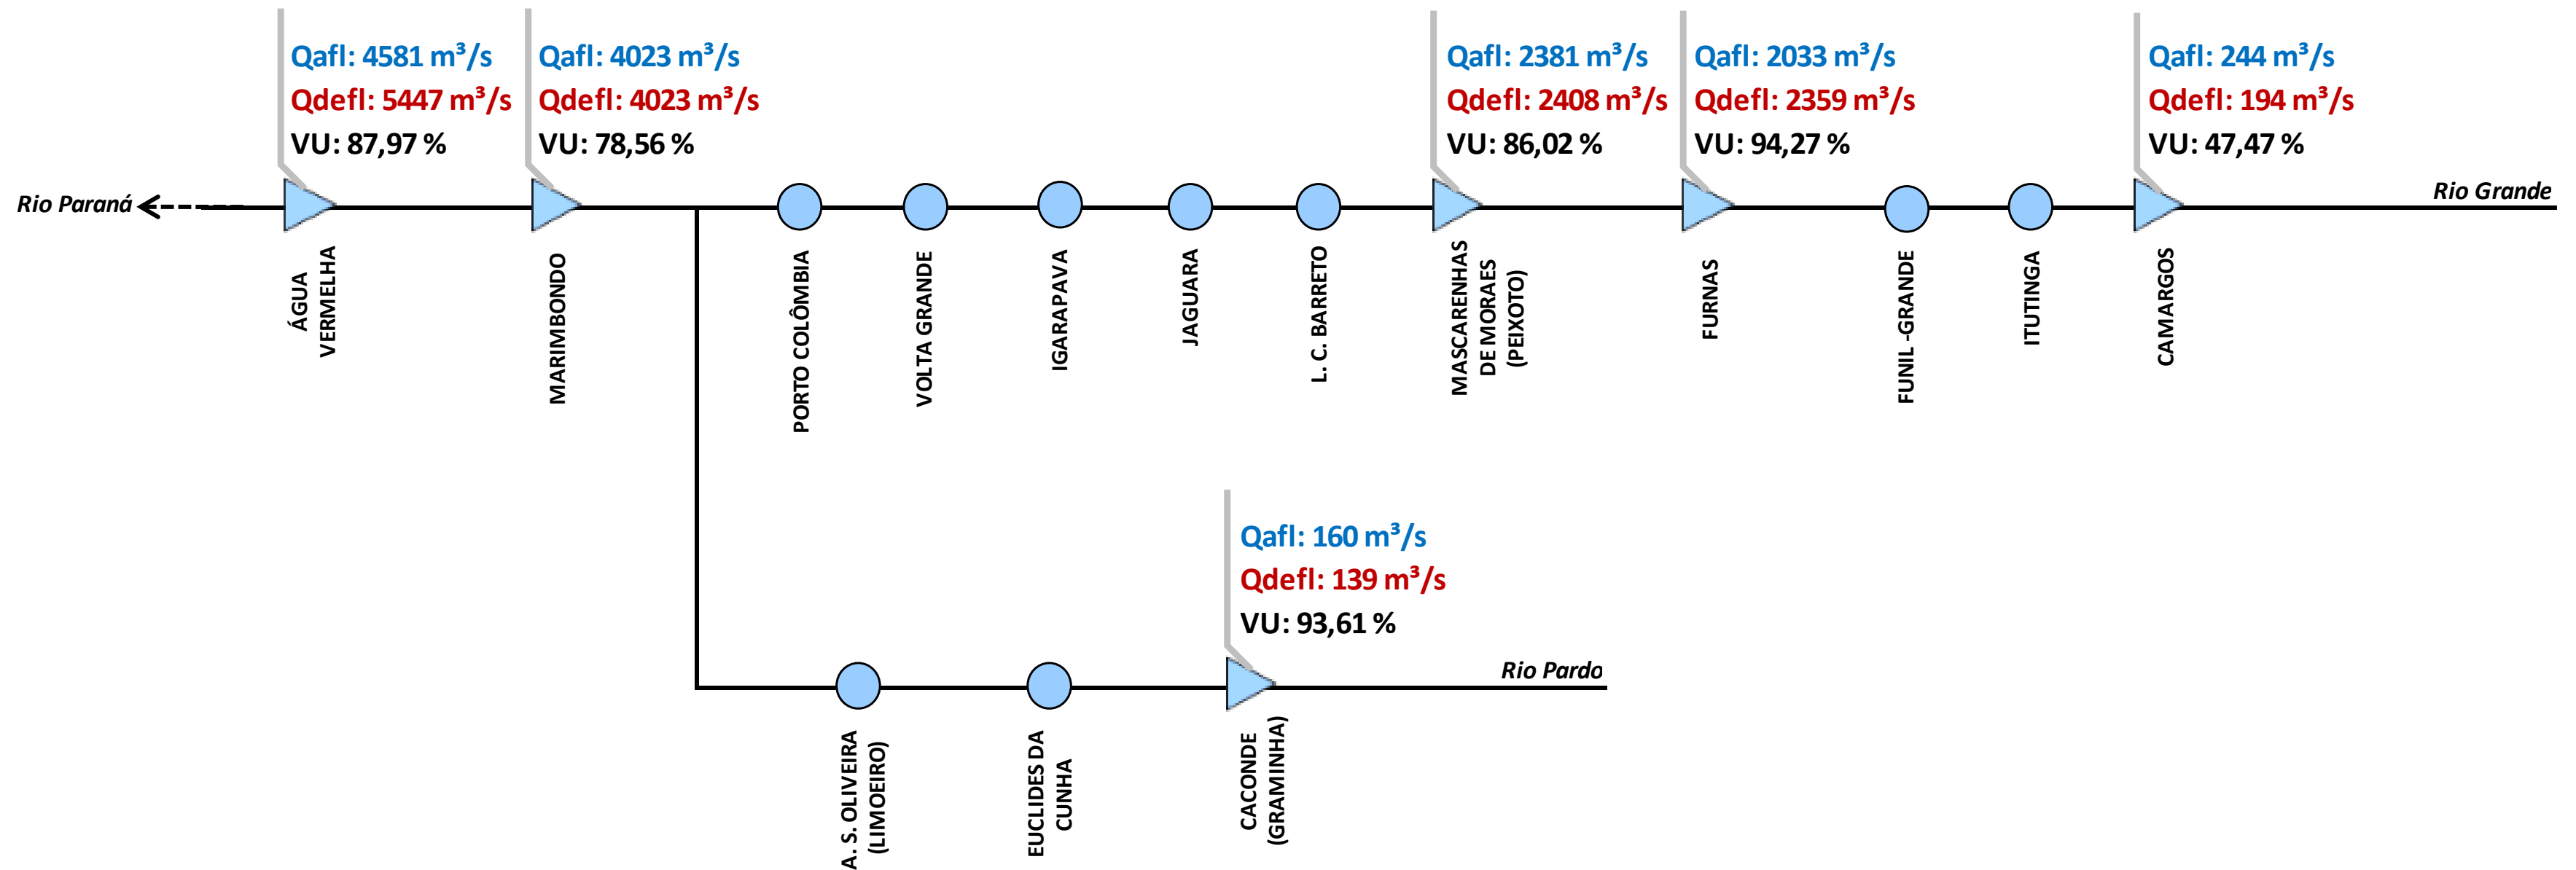 Qafl: 4581 m³/s
Qdefl: 5447 m³/s
VU: 87,97 %
Qafl: 4023 m³/s
Qdefl: 4023 m³/s
VU: 78,56 %
Qafl: 2381 m³/s
Qdefl: 2408 m³/s
VU: 86,02 %
Qafl: 2033 m³/s
Qdefl: 2359 m³/s
VU: 94,27 %
Qafl: 244 m³/s
Qdefl: 194 m³/s
VU: 47,47 %
Rio Paraná
Rio Grande
ÁGUA
VERMELHA
MARIMBONDO
PORTO COLÔMBIA
VOLTA GRANDE
IGARAPAVA
JAGUARA
L. C. BARRETO
MASCARENHAS
DE MORAES
(PEIXOTO)
FURNAS
FUNIL -GRANDE
ITUTINGA
CAMARGOS
Qafl: 160 m³/s
Qdefl: 139 m³/s
VU: 93,61 %
Rio Pardo
A. S. OLIVEIRA
(LIMOEIRO)
EUCLIDES DA
CUNHA
CACONDE
(GRAMINHA)